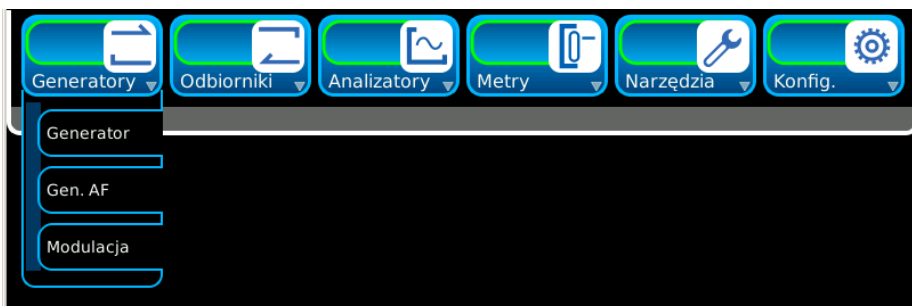 Generatory Odbiorniki Analizatory Metry Narzędzia Konfig.
Generator
Gen. AF
Modulacja